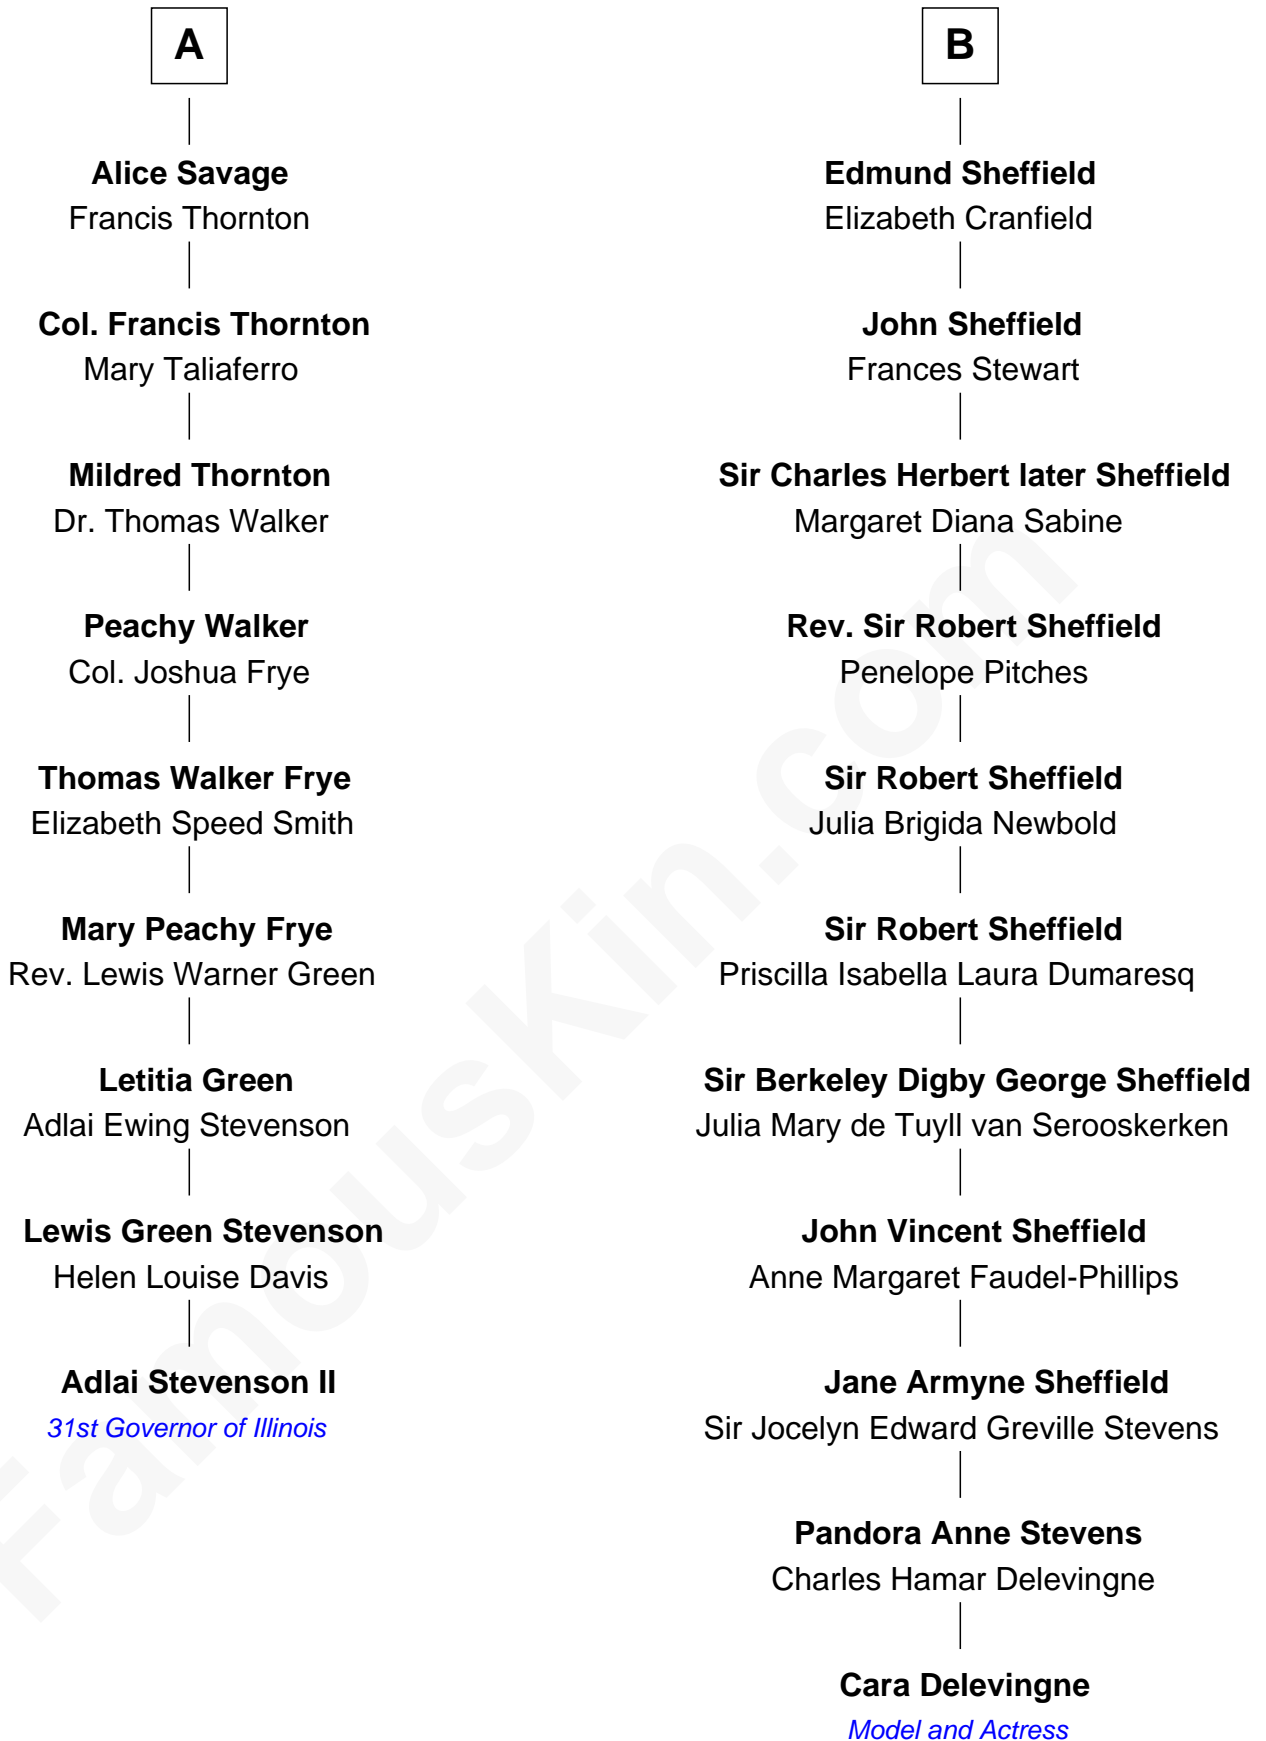 A
Alice Savage
Francis Thornton
Col. Francis Thornton
Mary Taliaferro
Mildred Thornton
Dr. Thomas Walker
Peachy Walker
Col. Joshua Frye
Thomas Walker Frye
Elizabeth Speed Smith
Mary Peachy Frye
Rev. Lewis Warner Green
Letitia Green
Adlai Ewing Stevenson
Lewis Green Stevenson
Helen Louise Davis
Adlai Stevenson II
31st Governor of Illinois
B
Edmund Sheffield
Elizabeth Cranfield
John Sheffield
Frances Stewart
Sir Charles Herbert later Sheffield
Margaret Diana Sabine
Rev. Sir Robert Sheffield
Penelope Pitches
Sir Robert Sheffield
Julia Brigida Newbold
Sir Robert Sheffield
Priscilla Isabella Laura Dumaresq
Sir Berkeley Digby George Sheffield
Julia Mary de Tuyll van Serooskerken
John Vincent Sheffield
Anne Margaret Faudel-Phillips
Jane Armyne Sheffield
Sir Jocelyn Edward Greville Stevens
Pandora Anne Stevens
Charles Hamar Delevingne
Cara Delevingne
Model and Actress
FamousKin.com